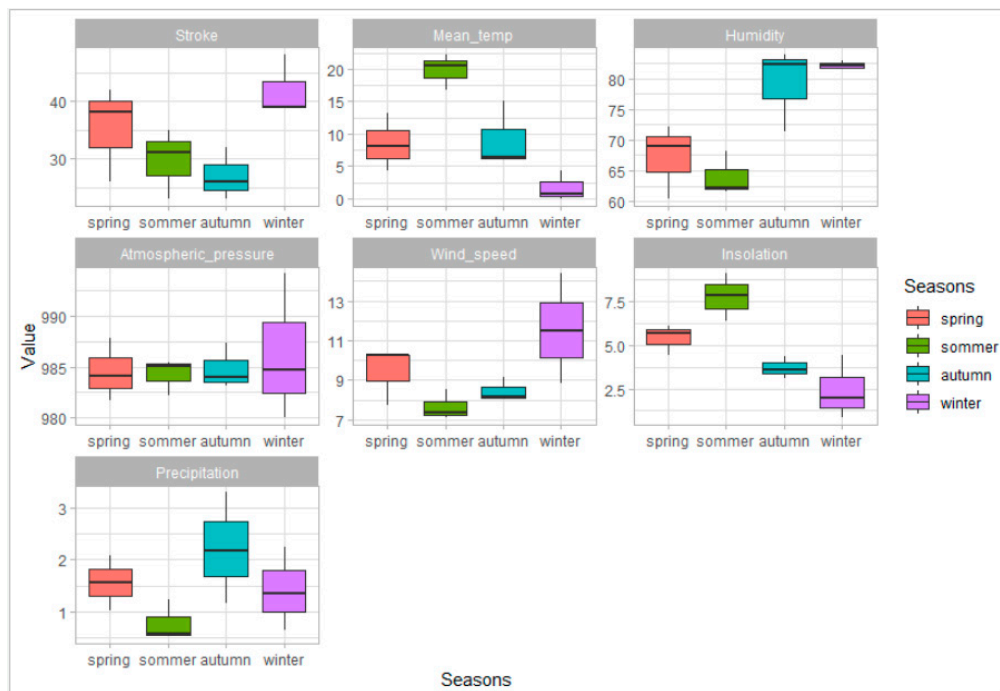 Stroke
Mean_temp
Humidity
40
30
20
15
10
5
0
80
75
70
65
60
spring sommer autumn winter
spring sommer autumn winter
spring sommer autumn winter
Atmospheric_pressure
Wind_speed
Insolation
990
985
980
13
11
9
7
7.5
5.0
2.5
spring sommer autumn winter
spring sommer autumn winter
spring sommer autumn winter
Precipitation
3
2
1
spring sommer autumn winter
Value
Seasons
Seasons
spring
sommer
autumn
winter